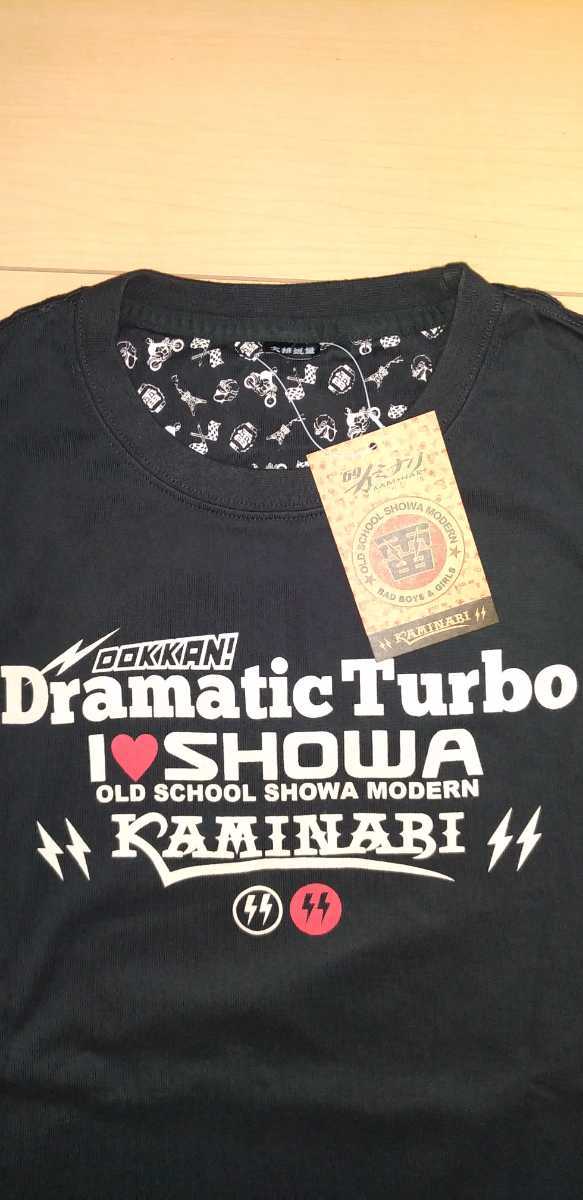 '69
カミナリ
KAMINARI
OLD SCHOOL SHOWA MODERN
雷
BAD BOYS & GIRLS
KAMINARI
DOKKAN!
Dramatic Turbo
I♥SHOWA
OLD SCHOOL SHOWA MODERN
KAMINARI